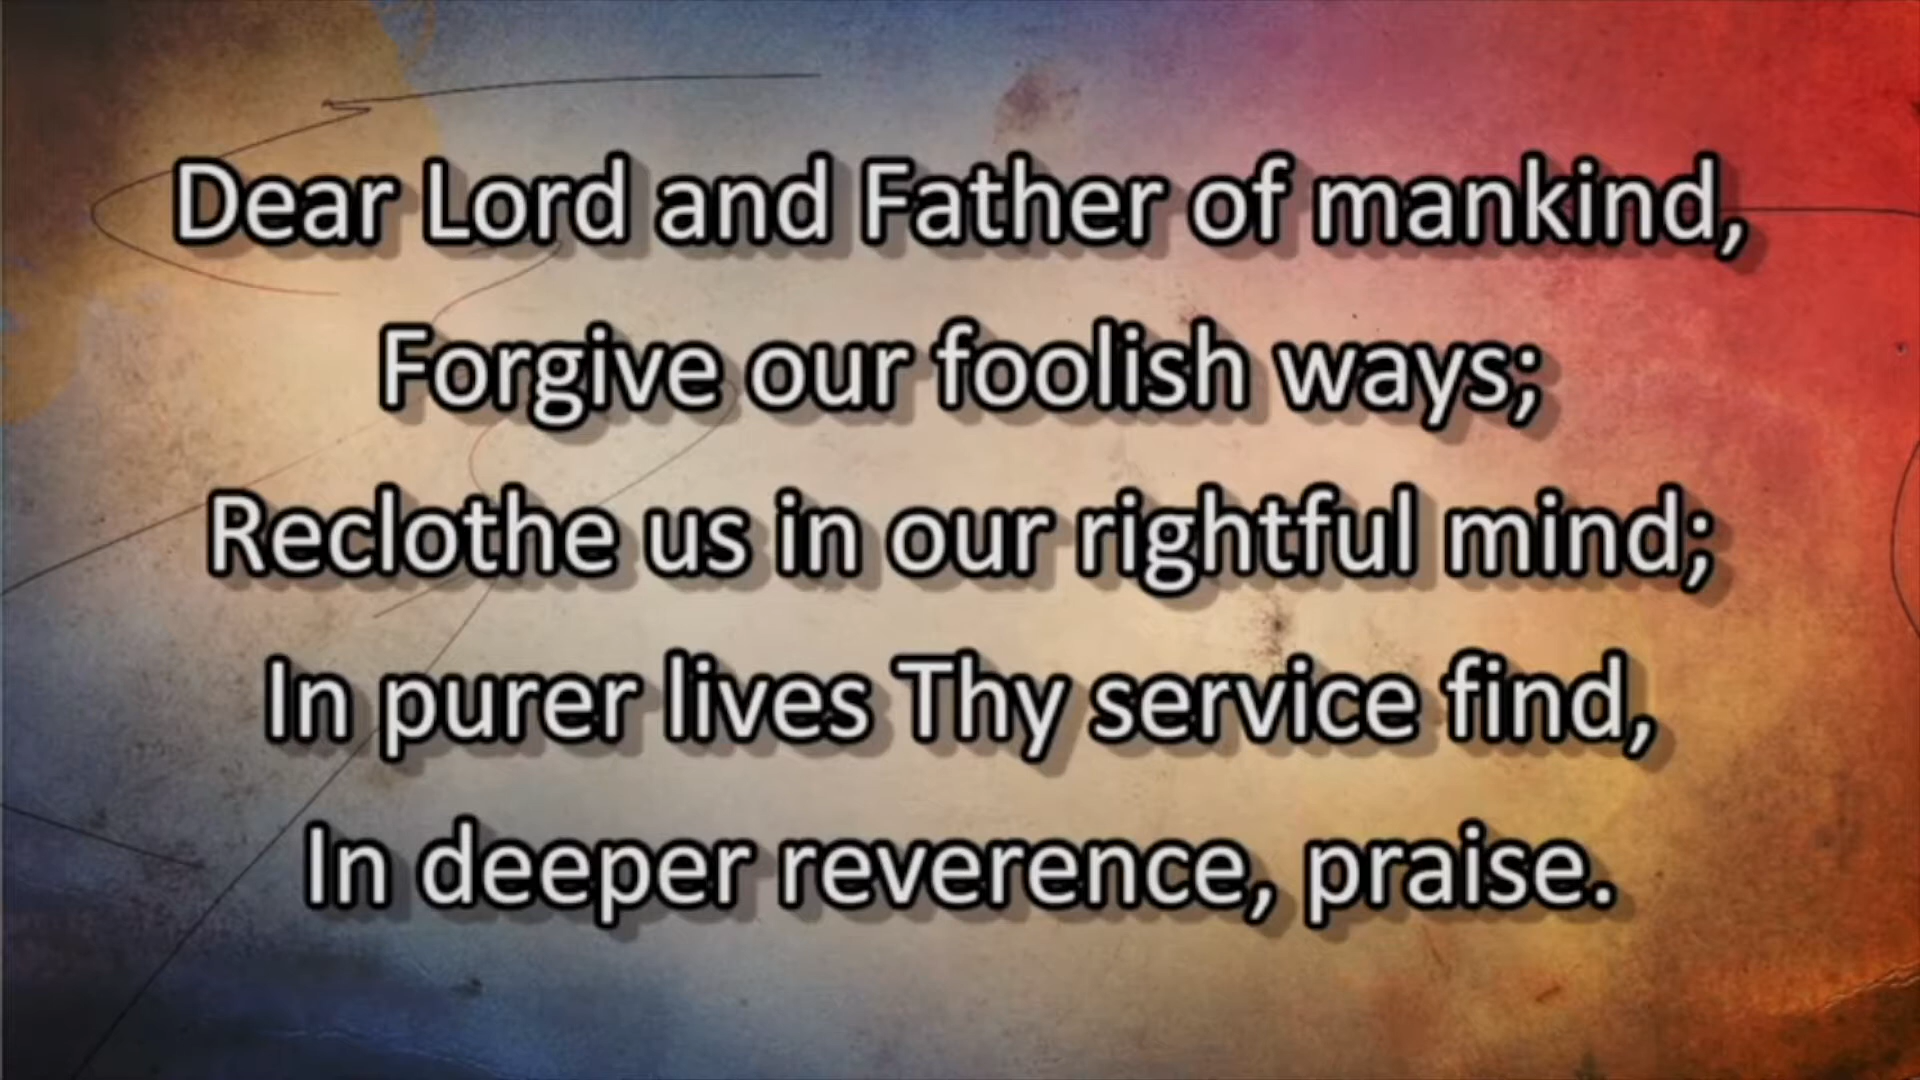 Dear Lord and Father of mankind,
Forgive our foolish ways;
Reclothe us in our rightful mind;
In purer lives Thy service find,
In deeper reverence, praise.